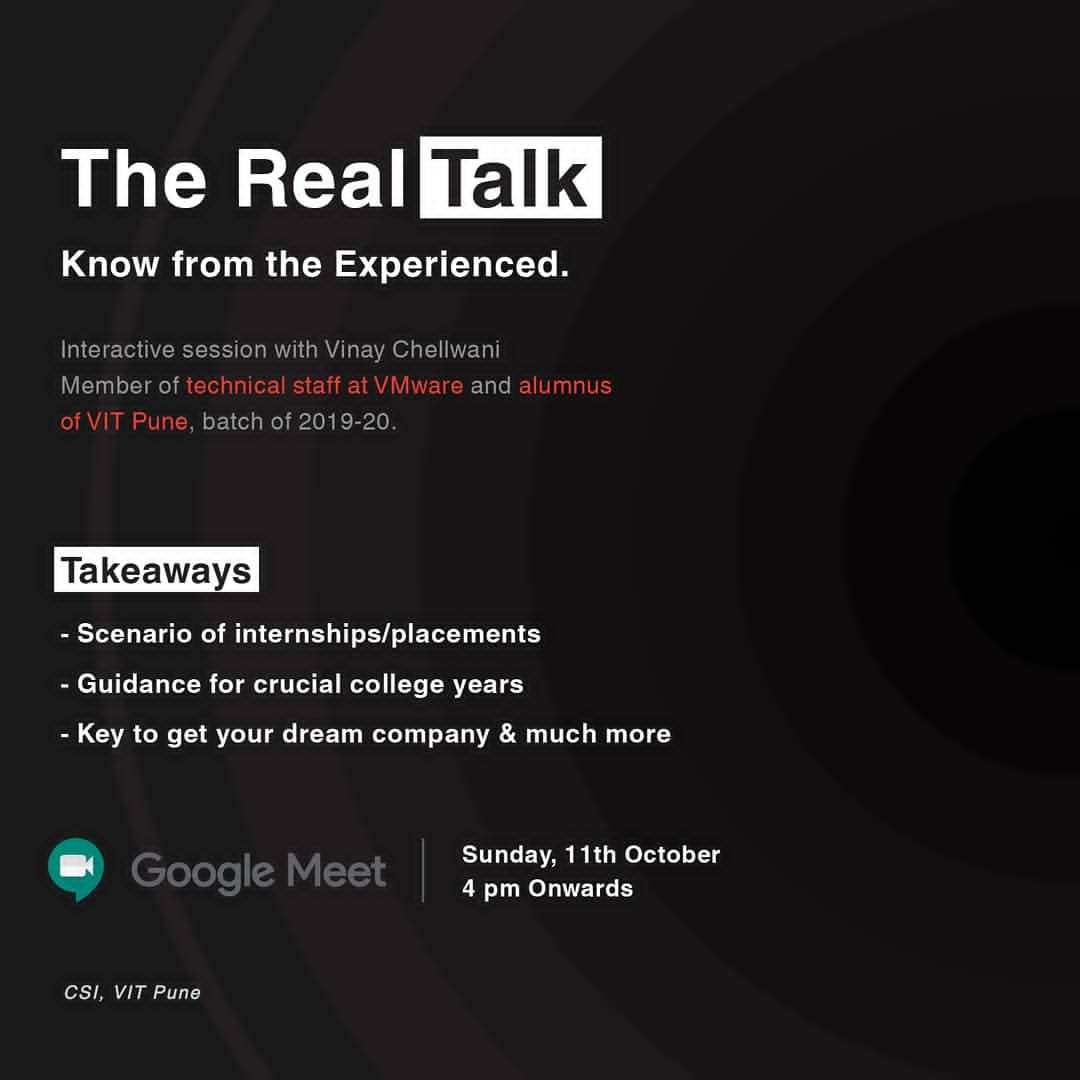 The Real Talk
Know from the Experienced.
Interactive session with Vinay Chellwani
Member of technical staff at VMware and alumnus
of VIT Pune, batch of 2019-20.
Takeaways
- Scenario of internships/placements
- Guidance for crucial college years
- Key to get your dream company & much more
Google Meet
Sunday, 11th October
4 pm Onwards
CSI, VIT Pune